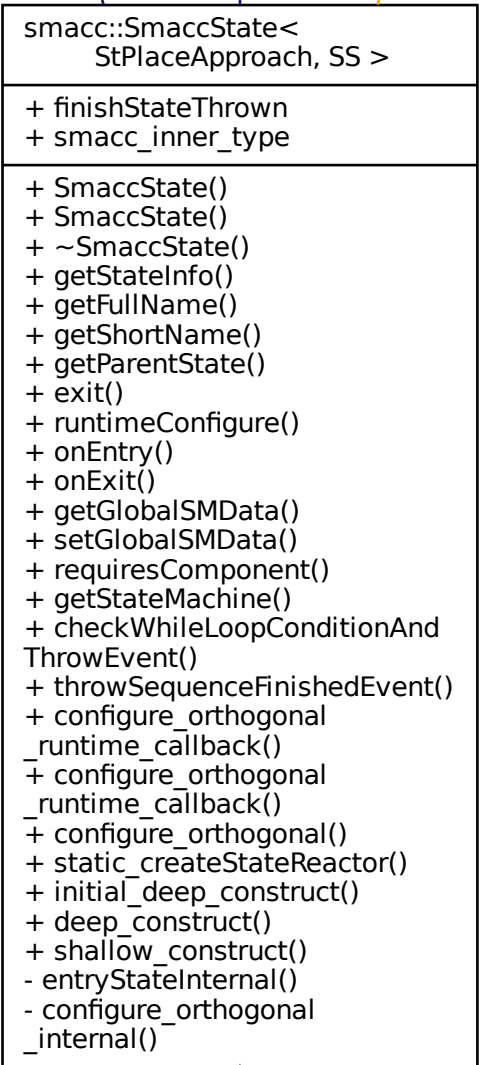 smacc::SmaccState<
StPlaceApproach, SS >
+ finishStateThrown
+ smacc_inner_type
+ SmaccState()
+ SmaccState()
+ ~SmaccState()
+ getStateInfo()
+ getFullName()
+ getShortName()
+ getParentState()
+ exit()
+ runtimeConfigure()
+ onEntry()
+ onExit()
+ getGlobalSMData()
+ setGlobalSMData()
+ requiresComponent()
+ getStateMachine()
+ checkWhileLoopConditionAnd
ThrowEvent()
+ throwSequenceFinishedEvent()
+ configure_orthogonal
_runtime_callback()
+ configure_orthogonal
_runtime_callback()
+ configure_orthogonal()
+ static_createStateReactor()
+ initial_deep_construct()
+ deep_construct()
+ shallow_construct()
- entryStateInternal()
- configure_orthogonal
_internal()